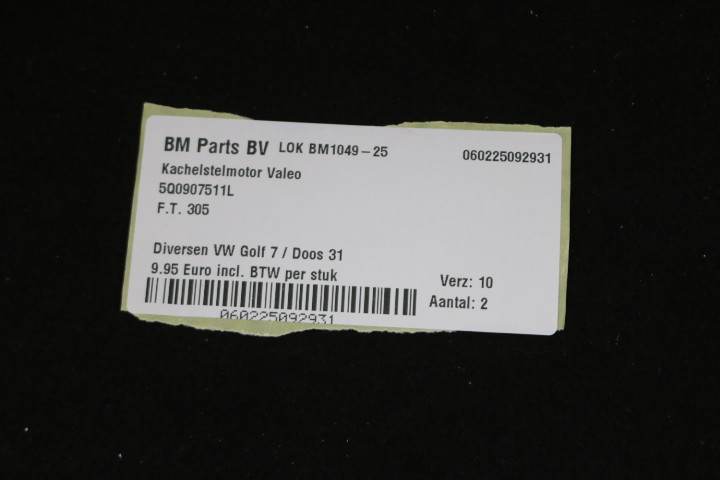 BM Parts BV LOK BM1049-25 060225092931
Kachelstelmotor Valeo
5Q0907511L
F.T. 305
Diversen VW Golf 7 / Doos 31
9.95 Euro incl. BTW per stuk
Verz: 10
Aantal: 2
060225092931